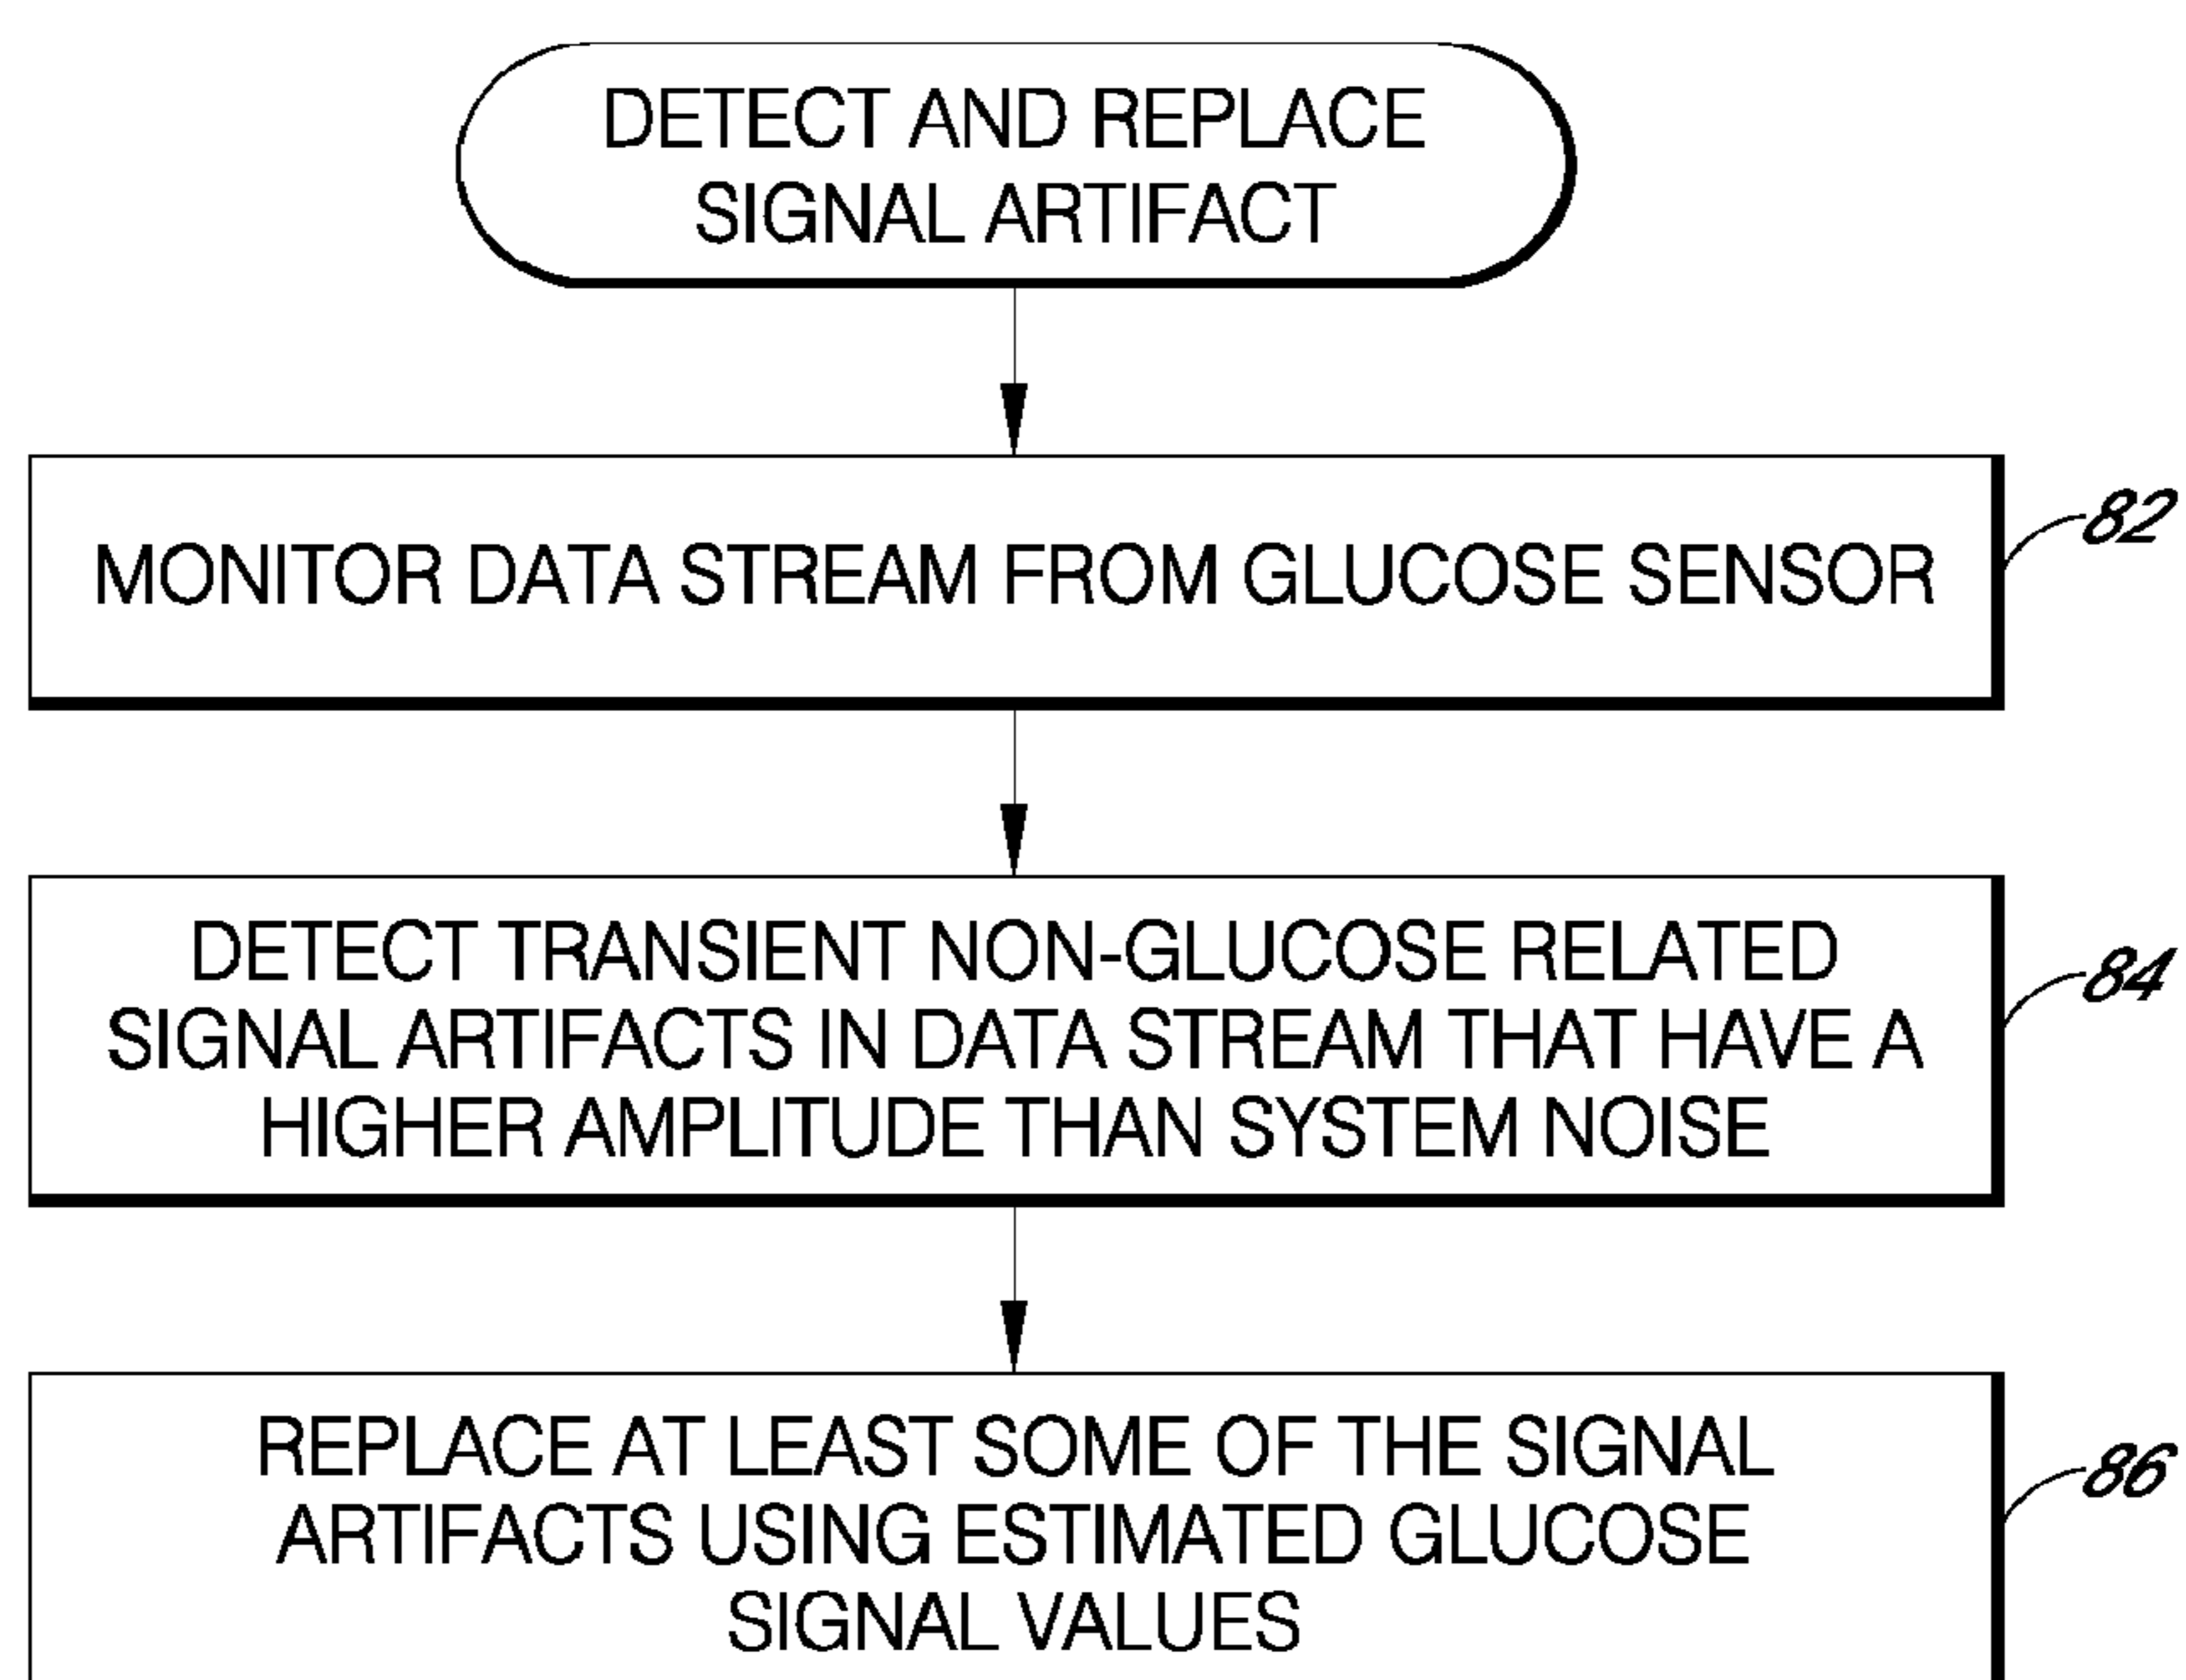 DETECT AND REPLACE
SIGNAL ARTIFACT
MONITOR DATA STREAM FROM GLUCOSE SENSOR
82
DETECT TRANSIENT NON-GLUCOSE RELATED
SIGNAL ARTIFACTS IN DATA STREAM THAT HAVE A
HIGHER AMPLITUDE THAN SYSTEM NOISE
84
REPLACE AT LEAST SOME OF THE SIGNAL
ARTIFACTS USING ESTIMATED GLUCOSE
SIGNAL VALUES
86